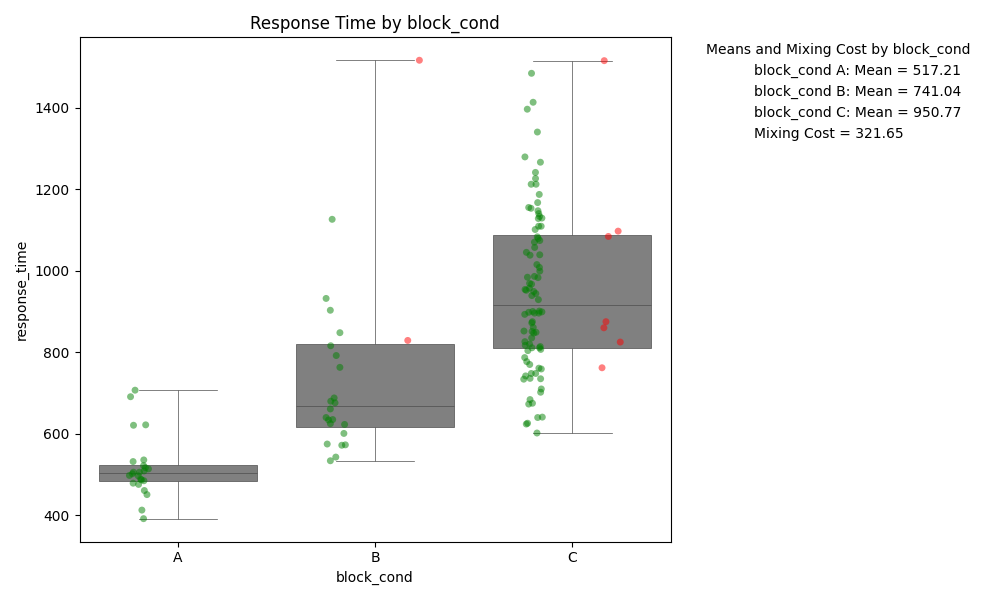 Response Time by block_cond
Means and Mixing Cost by block_cond
block_cond A: Mean = 517.21
block_cond B: Mean = 741.04
block_cond C: Mean = 950.77
Mixing Cost = 321.65
response_time
1400
1200
1000
800
600
400
A B C
block_cond